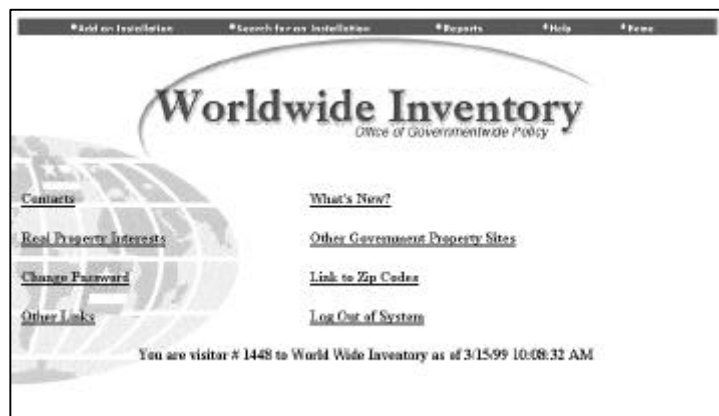 *Add an Installation *Search for an Installation *Reports *Help *Home
Worldwide Inventory
Office of Governmentwide Policy
Contacts What's New?
Real Property Interests Other Government Property Sites
Change Password Link to Zip Codes
Other Links Log Out of System
You are visitor # 1448 to World Wide Inventory as of 3/15/99 10:08:32 AM